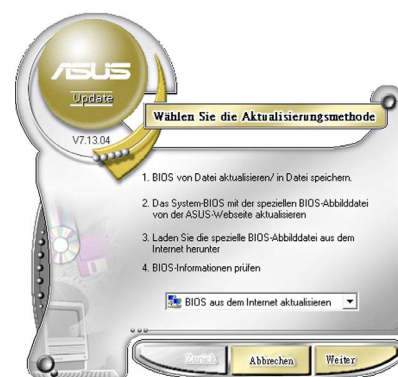 ASUS
Update
V7.13.04
Wählen Sie die Aktualisierungsmethode
1. BIOS von Datei aktualisieren/ in Datei speichern.
2. Das System-BIOS mit der speziellen BIOS-Abbilddatei
von der ASUS-Webseite aktualisieren
3. Laden Sie die spezielle BIOS-Abbilddatei aus dem
Internet herunter
4. BIOS-Informationen prüfen
BIOS aus dem Internet aktualisieren
Zurück Abbrechen Weiter